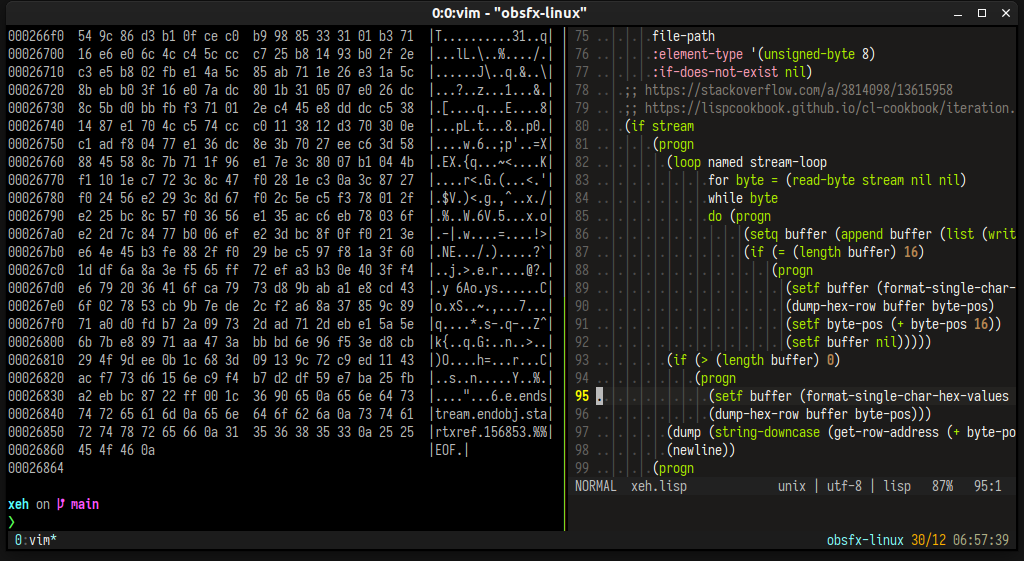 0:0:vim - "obsfx-linux"
000266f0  54 9c 86 d3 b1 0f ce c0  b9 98 85 33 31 01 b3 71  |T..........31..q|
00026700  16 e6 e0 6c 4c c4 5c cc  c7 25 b8 14 93 b0 2f 2e  |...lL.\..%..../.|
00026710  c3 e5 b8 02 fb e1 4a 5c  85 ab 71 1e 26 e3 1a 5c  |......J\..q.&..\|
00026720  8b eb b0 3f 16 e0 7a dc  80 1b 31 05 07 e0 26 dc  |...?..z...1...&.|
00026730  8c 5b d0 bb fb f3 71 01  2e c4 45 e8 dd dc c5 38  |.[....q...E....8|
00026740  14 87 e1 70 4c c5 74 cc  c0 11 38 12 d3 70 30 0e  |...pL.t...8..p0.|
00026750  c1 ad f8 04 77 e1 36 dc  8e 3b 70 27 ee c6 3d 58  |....w.6..;p'..=X|
00026760  88 45 58 8c 7b 71 1f 96  e1 7e 3c 80 07 b1 04 4b  |.EX.{q...~<....K|
00026770  f1 10 1e c7 72 3c 8c 47  f0 28 1e c3 0a 3c 87 27  |....r<.G.(...<.'|
00026780  f0 24 56 e2 29 3c 8d 67  f0 2c 5e c5 f3 78 01 2f  |.$V.)<.g.,^..x./|
00026790  e2 25 bc 8c 57 f0 36 56  e1 35 ac c6 eb 78 03 6f  |.%..W.6V.5...x.o|
000267a0  e2 2d 7c 84 77 b0 06 ef  e2 3d bc 8f 0f f0 21 3e  |.-|.w....=....!>|
000267b0  e6 4e 45 b3 fe 88 2f f0  29 be c5 97 f8 1a 3f 60  |.NE.../.).....?`|
000267c0  1d df 6a 8a 3e f5 65 ff  72 ef a3 b3 0e 40 3f f4  |..j.>.e.r....@?.|
000267d0  e6 79 20 36 41 6f ca 79  73 d8 9b ab a1 e8 cd 43  |.y 6Ao.ys......C|
000267e0  6f 02 78 53 cb 9b 7e de  2c f2 a6 8a 37 85 9c 89  |o.xS..~.,...7...|
000267f0  71 a0 d0 fd b7 2a 09 73  2d ad 71 2d eb e1 5a 5e  |q....*.s-.q-..Z^|
00026800  6b 7b e8 89 71 aa 47 3a  bb bd 6e 96 f5 3e d8 cb  |k{..q.G:..n..>..|
00026810  29 4f 9d ee 0b 1c 68 3d  09 13 9c 72 c9 ed 11 43  |)O....h=...r...C|
00026820  ac f7 73 d6 15 6e c9 f4  b7 d2 df 59 e7 ba 25 fb  |..s..n.....Y..%.|
00026830  a2 eb bc 87 22 ff 00 1c  36 90 65 0a 65 6e 64 73  |...."...6.e.ends|
00026840  74 72 65 61 6d 0a 65 6e  64 6f 62 6a 0a 73 74 61  |tream.endobj.sta|
00026850  72 74 78 72 65 66 0a 31  35 36 38 35 33 0a 25 25  |rtxref.156853.%%|
00026860  45 4f 46 0a  |EOF.|
00026864
xeh on main
❯
75 file-path
76 :element-type '(unsigned-byte 8)
77 :if-does-not-exist nil)
78 ;; https://stackoverflow.com/a/3814098/13615958
79 ;; https://lispcookbook.github.io/cl-cookbook/iteration.
80 (if stream
81 (progn
82 (loop named stream-loop
83 for byte = (read-byte stream nil nil)
84 while byte
85 do (progn
86 (setq buffer (append buffer (list (writ
87 (if (= (length buffer) 16)
88 (progn
89 (setf buffer (format-single-char-
90 (dump-hex-row buffer byte-pos)
91 (setf byte-pos (+ byte-pos 16))
92 (setf buffer nil)))))
93 (if (> (length buffer) 0)
94 (progn
95 (setf buffer (format-single-char-hex-values
96 (dump-hex-row buffer byte-pos)))
97 (dump (string-downcase (get-row-address (+ byte-po
98 (newline))
99 (progn
NORMAL  xeh.lisp  unix | utf-8 | lisp  87%  95:1
0:vim*  obsfx-linux 30/12 06:57:39